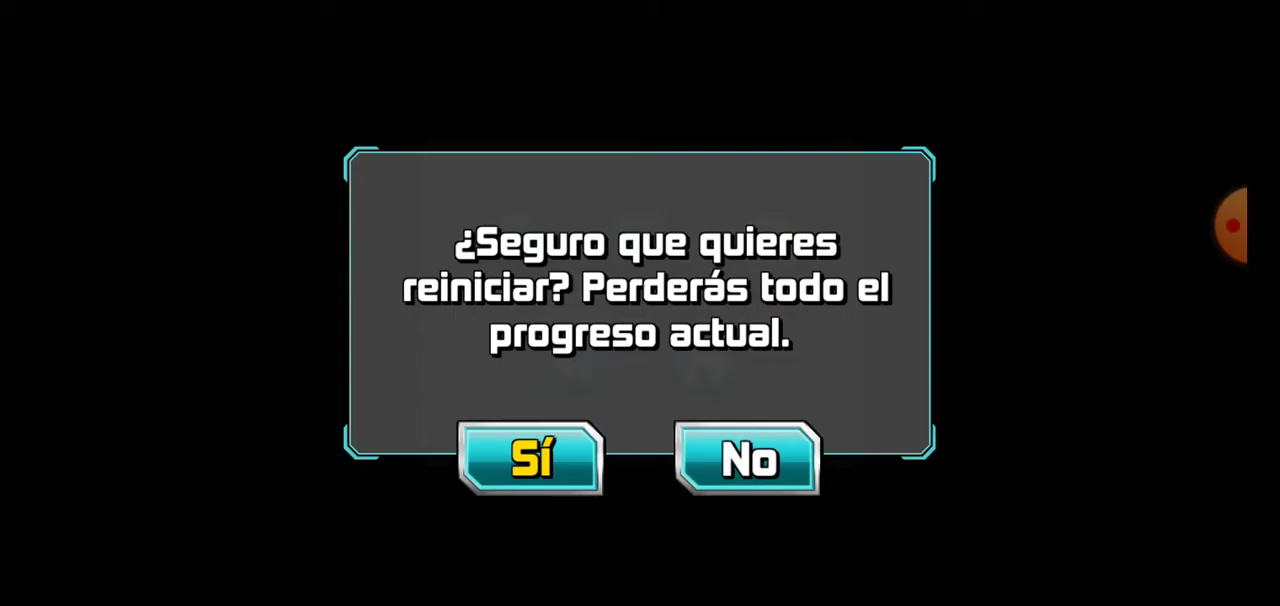 ¿Seguro que quieres
reiniciar? Perderás todo el
progreso actual.
Sí
No